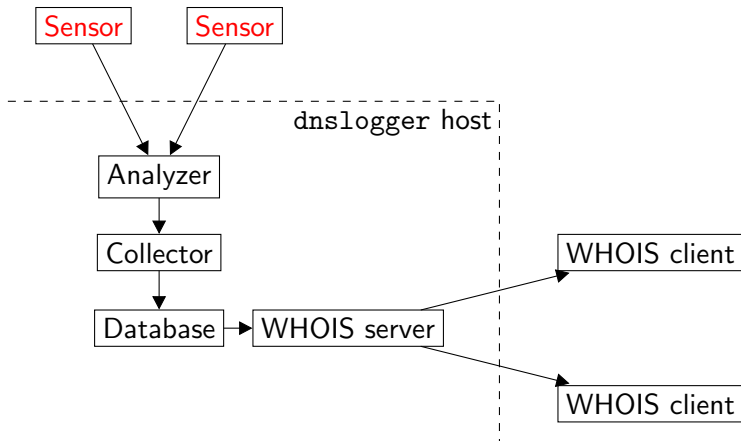 Sensor
Sensor
dnslogger host
Analyzer
Collector
WHOIS client
Database
WHOIS server
WHOIS client